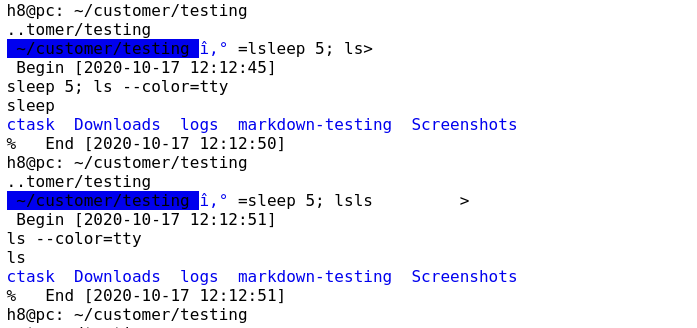 h8@pc: ~/customer/testing
..tomer/testing
 ~/customer/testing î‚° =lsleep 5; ls>
 Begin [2020-10-17 12:12:45]
sleep 5; ls --color=tty
sleep
ctask  Downloads  logs  markdown-testing  Screenshots
%   End [2020-10-17 12:12:50]
h8@pc: ~/customer/testing
..tomer/testing
 ~/customer/testing î‚° =sleep 5; lsls         >
 Begin [2020-10-17 12:12:51]
ls --color=tty
ls
ctask  Downloads  logs  markdown-testing  Screenshots
%   End [2020-10-17 12:12:51]
h8@pc: ~/customer/testing